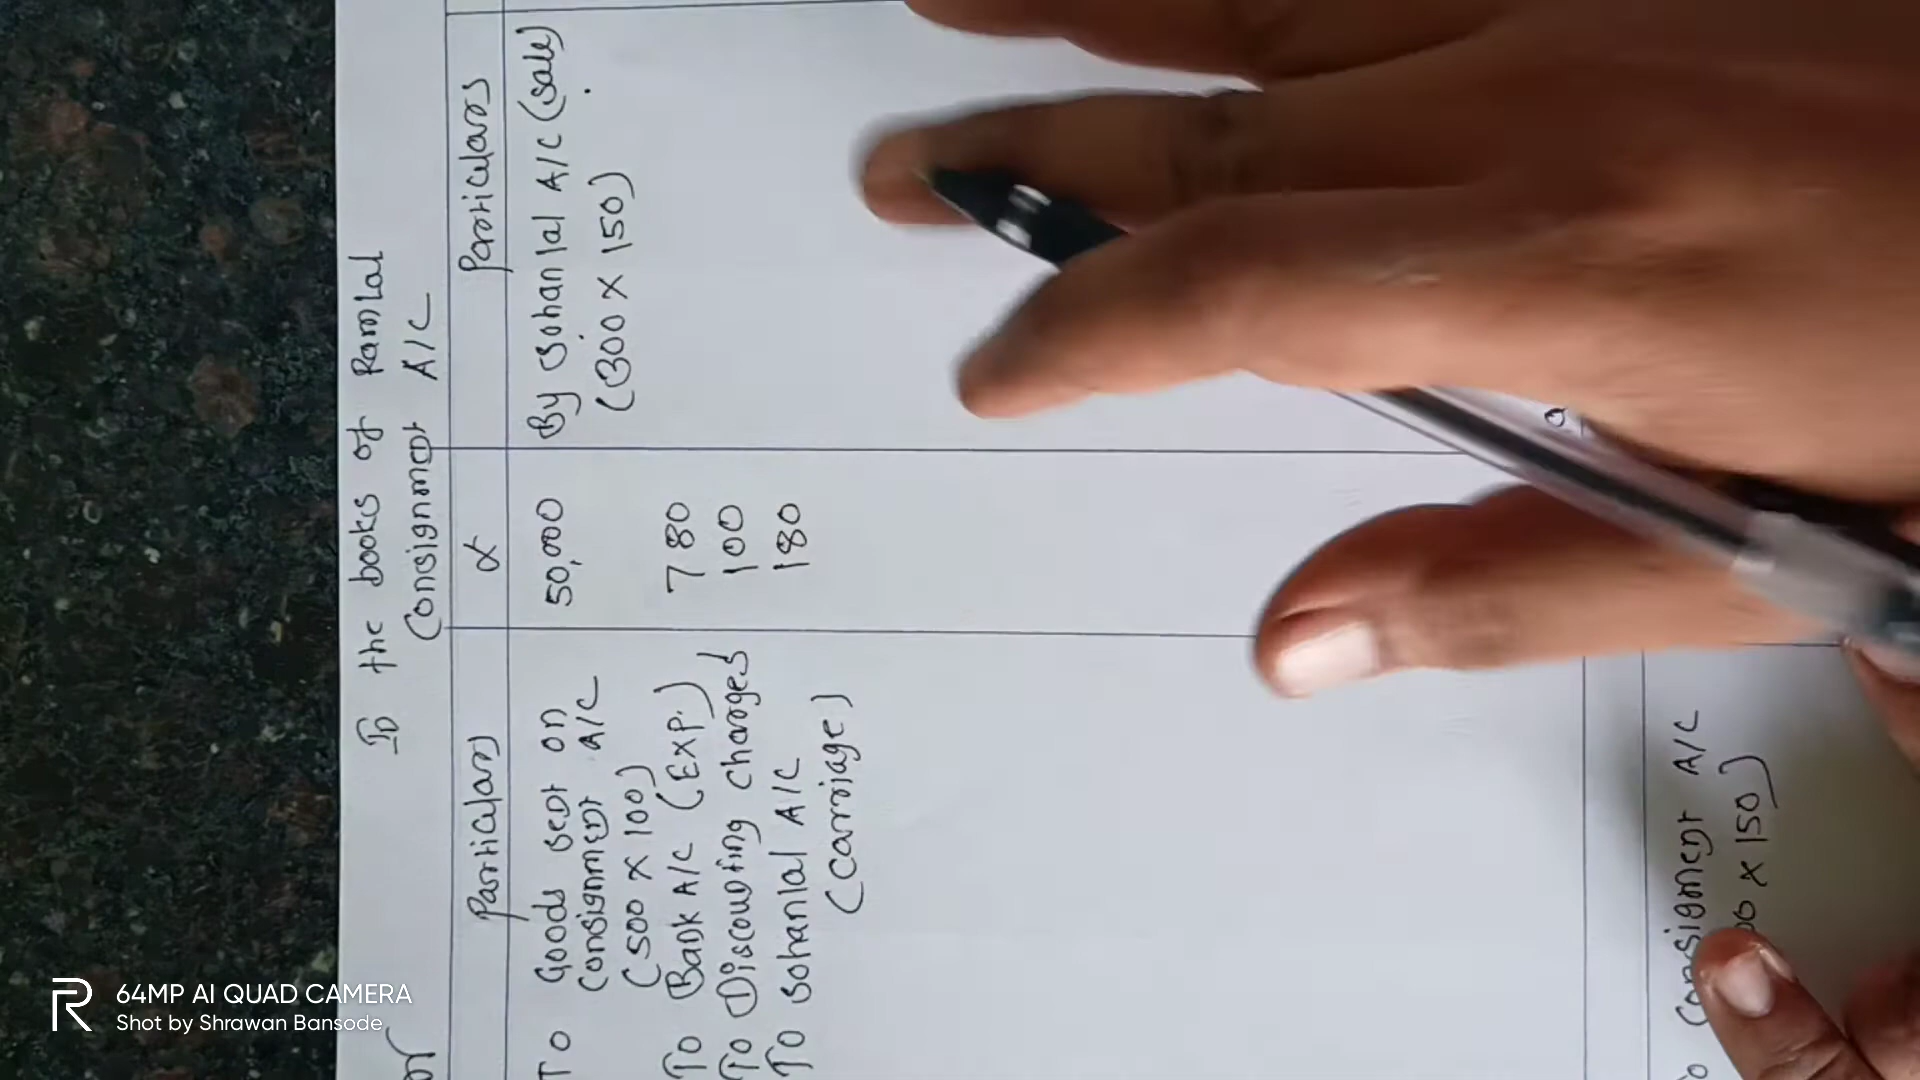 In the books of Ramlal
Consignment A/C
Particulars
Particulars
To Goods sent on
Consignment A/C
(500 x 100)
50,000
By Sohanlal A/C (sale)
(300 x 150)
To Bank A/C (Exp.)
780
To Discounting charges
100
To Sohanlal A/C
180
(carriage)
Consignment A/C
x 150)
64MP AI QUAD CAMERA
Shot by Shrawan Bansode